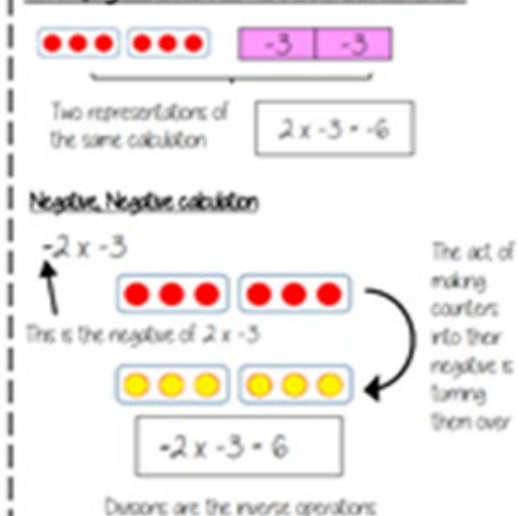 -3 -3
Two representations of
the same calculation
2 x -3 = -6
Negative, Negative calculation
-2 x -3
This is the negative of 2 x -3
The act of
making
counters
into their
negative is
turning
them over
-2 x -3 = 6
Divisions are the inverse operations